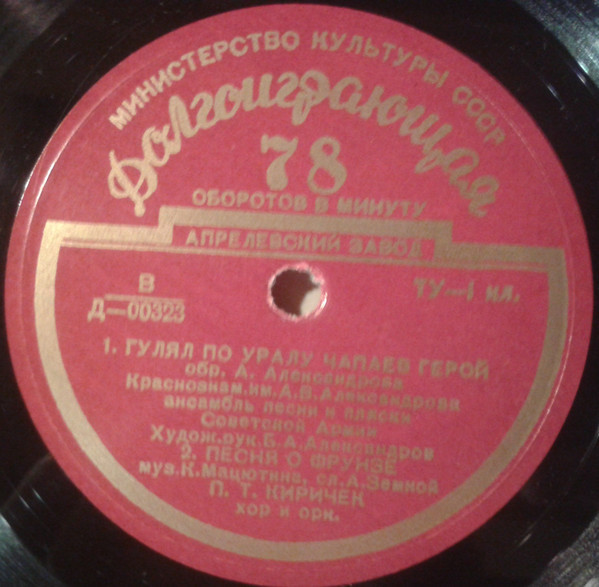 МИНИСТЕРСТВО КУЛЬТУРЫ СССР
Долгоиграющая
78
ОБОРОТОВ В МИНУТУ
АПРЕЛЕВСКИЙ ЗАВОД
В
Д—00323
ТУ—1 кл.
1. ГУЛЯЛ ПО УРАЛУ ЧАПАЕВ ГЕРОЙ
обр. А. Александрова
Краснознам. им. А. В. Александрова
ансамбль песни и пляски
Советской Армии
Худож. рук. Б. А. Александров
2. ПЕСНЯ О ФРУНЗЕ
муз. К. Мацютина, сл. А. Земной
П. Т. КИРИЧЕК
хор и орк.